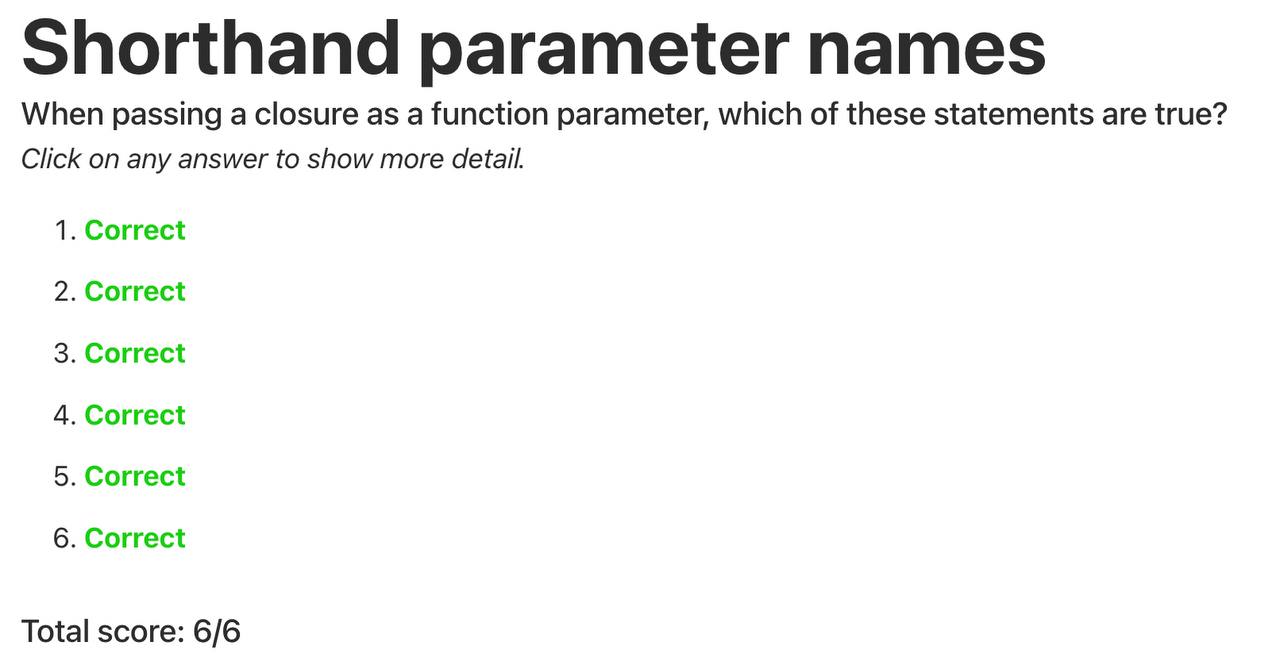 Shorthand parameter names
When passing a closure as a function parameter, which of these statements are true?
Click on any answer to show more detail.
1. Correct
2. Correct
3. Correct
4. Correct
5. Correct
6. Correct
Total score: 6/6